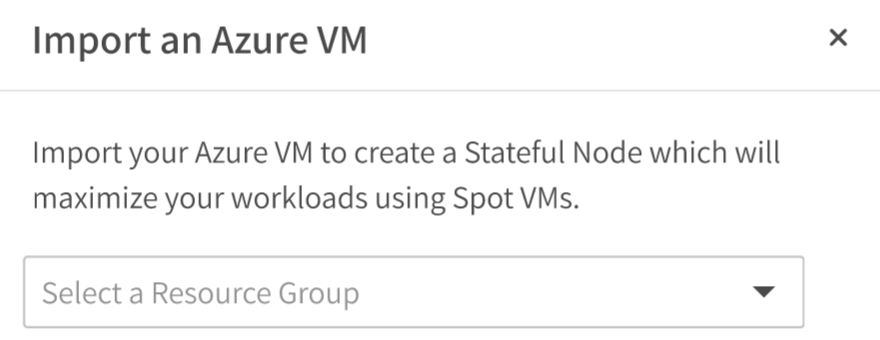 Import an Azure VM
Import your Azure VM to create a Stateful Node which will
maximize your workloads using Spot VMs.
Select a Resource Group